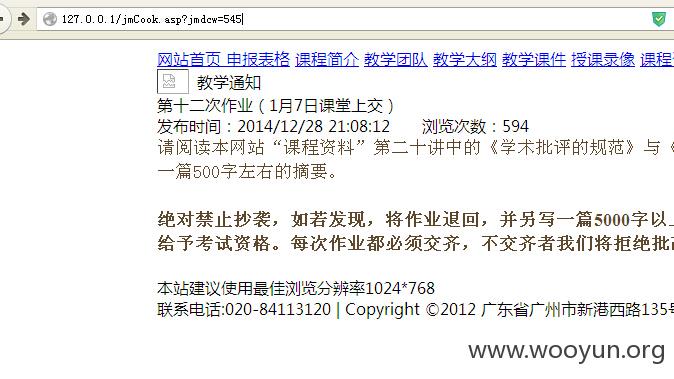 127.0.0.1/jmCook.asp?jmdcw=545
网站首页 申报表格 课程简介 教学团队 教学大纲 教学课件 授课录像 课程
教学通知
第十二次作业（1月7日课堂上交）
发布时间：2014/12/28 21:08:12 浏览次数：594
请阅读本网站“课程资料”第二十讲中的《学术批评的规范》与《
一篇500字左右的摘要。
绝对禁止抄袭，如若发现，将作业退回，并另写一篇5000字以
给予考试资格。每次作业都必须交齐，不交齐者我们将拒绝批
本站建议使用最佳浏览分辨率1024*768
联系电话:020-84113120 | Copyright ©2012 广东省广州市新港西路135号
www.wooyun.org